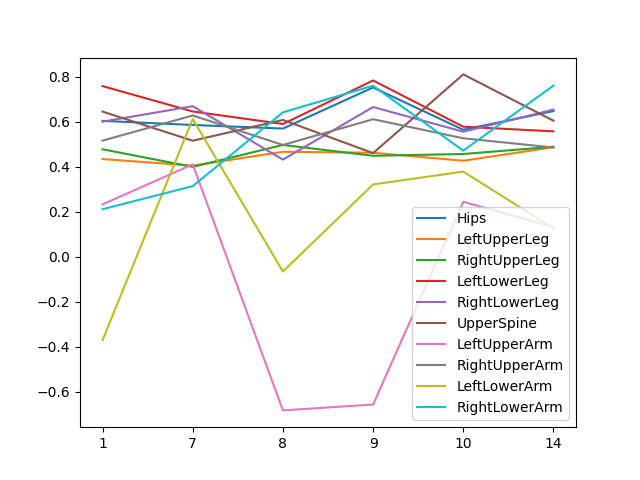 0.8
0.6
0.4
0.2
0.0
−0.2
−0.4
−0.6
1 7 8 9 10 14
Hips
LeftUpperLeg
RightUpperLeg
LeftLowerLeg
RightLowerLeg
UpperSpine
LeftUpperArm
RightUpperArm
LeftLowerArm
RightLowerArm